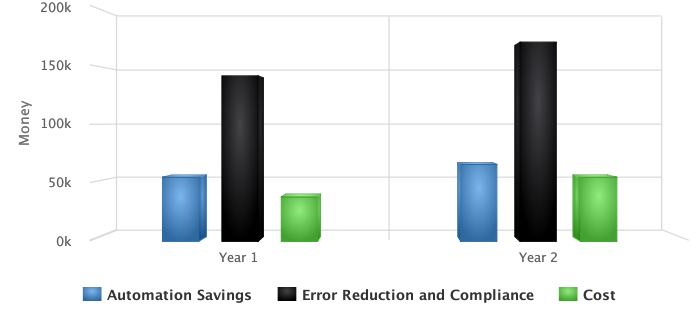 200k
150k
100k
50k
0k
Money
Year 1
Year 2
Automation Savings
Error Reduction and Compliance
Cost